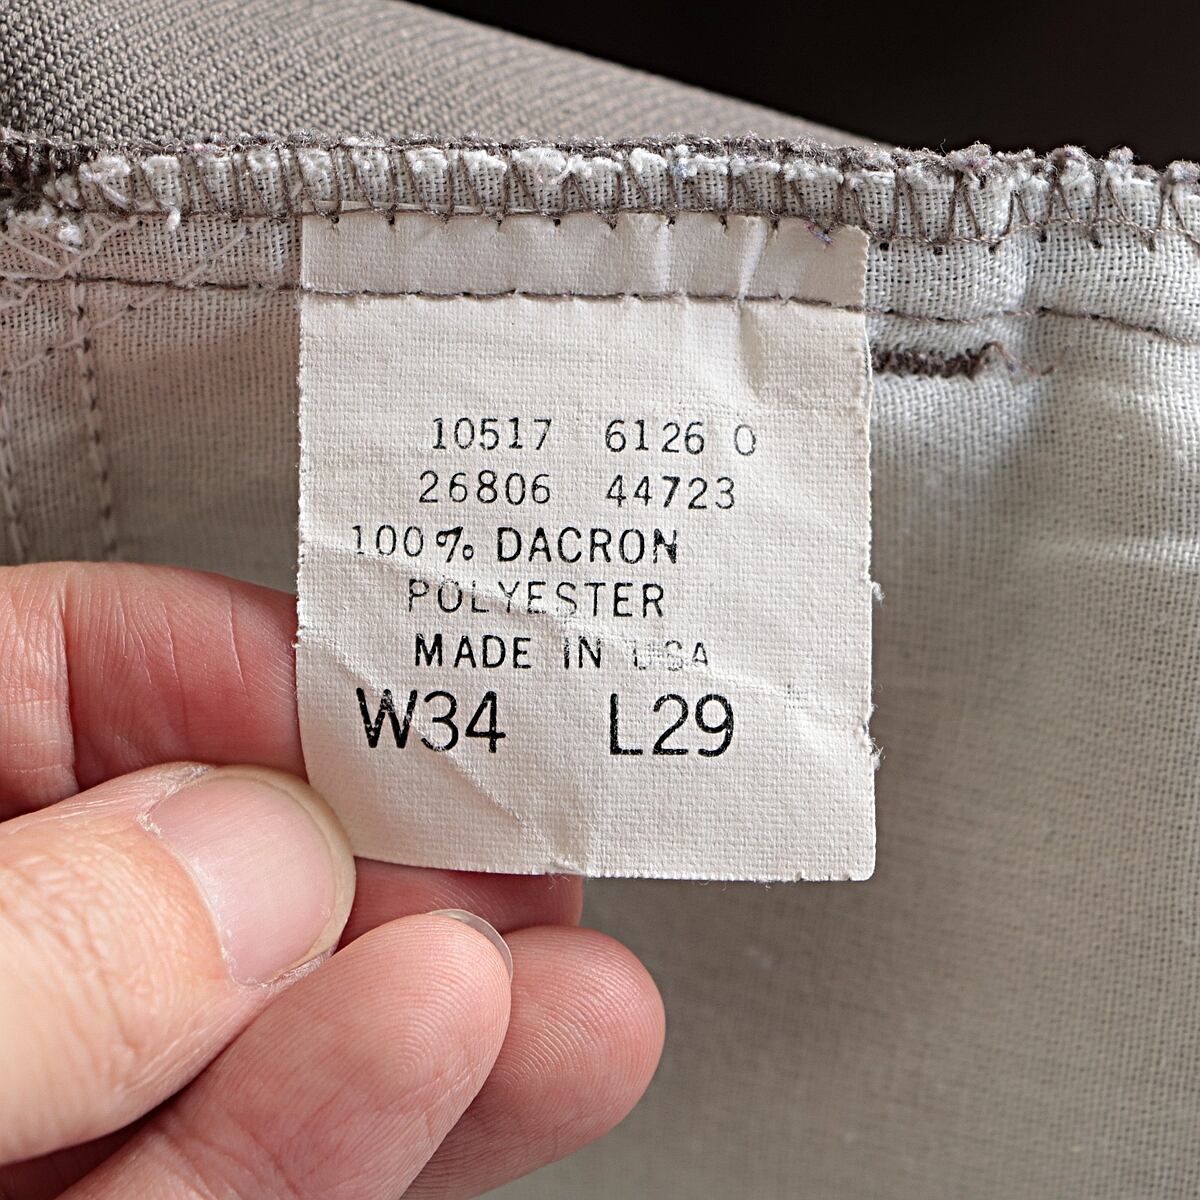 10517 6126 0
26806 44723
100% DACRON
POLYESTER
MADE IN USA
W34 L29